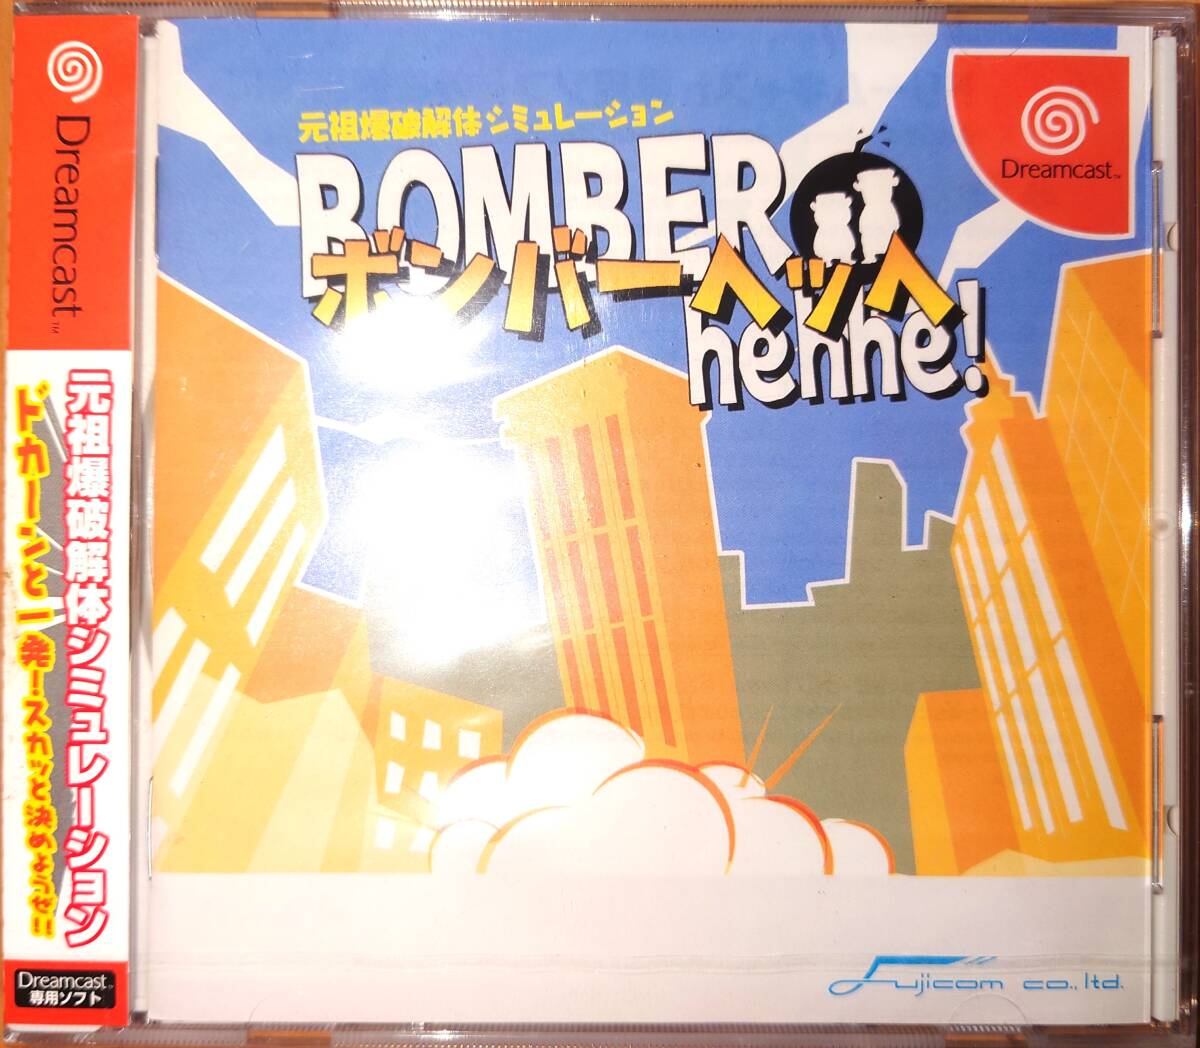 Dreamcast™
元祖爆破解体シミュレーション
ドカーンと一発！スカッと決めようぜ!!
Dreamcast™
専用ソフト
元祖爆破解体シミュレーション
BOMBER
ボンバーヘッヘ
hehhe!
Dreamcast™
Fujicom co.,ltd.